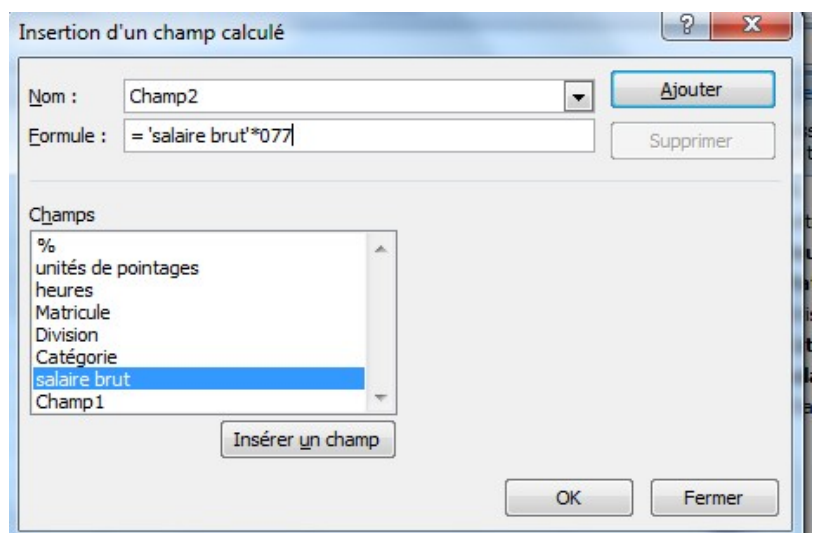 Insertion d'un champ calculé
Nom : Champ2 Ajouter
Formule : = 'salaire brut'*077 Supprimer
Champs
%
unités de pointages
heures
Matricule
Division
Catégorie
salaire brut
Champ1
Insérer un champ
OK Fermer